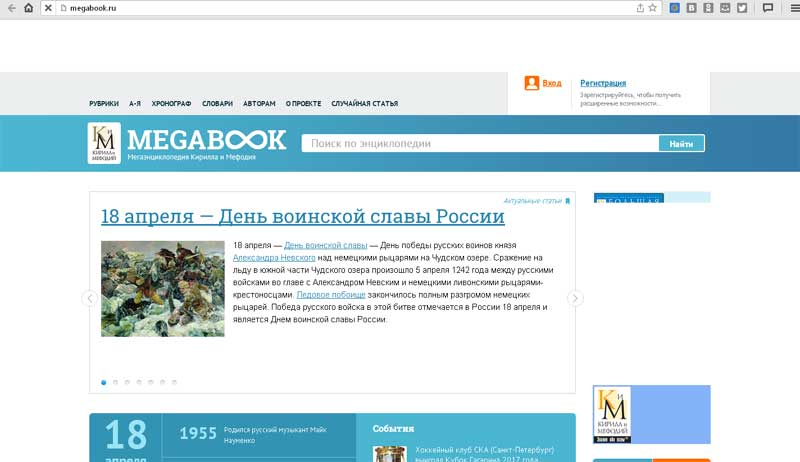 megabook.ru
Вход
Регистрация
Зарегистрируйтесь, чтобы получить
расширенные возможности...
РУБРИКИ А-Я ХРОНОГРАФ СЛОВАРИ АВТОРАМ О ПРОЕКТЕ СЛУЧАЙНАЯ СТАТЬЯ
КиМ
КИРИЛЛ и
МЕФОДИЙ
MEGABOOK
Мегаэнциклопедия Кирилла и Мефодия
Поиск по энциклопедии
Найти
Актуальные статьи
18 апреля — День воинской славы России
18 апреля — День воинской славы — День победы русских воинов князя
Александра Невского над немецкими рыцарями на Чудском озере. Сражение на
льду в южной части Чудского озера произошло 5 апреля 1242 года между русскими
войсками во главе с Александром Невским и немецкими ливонскими рыцарями-
крестоносцами. Ледовое побоище закончилось полным разгромом немецких
рыцарей. Победа русского войска в этой битве отмечается в России 18 апреля и
является Днем воинской славы России.
БОЛЬШАЯ
КиМ
КИРИЛЛ и
МЕФОДИЙ
18
апреля
1955
Родился русский музыкант Майк
Науменко
События
Хоккейный клуб СКА (Санкт-Петербург)
выиграл Кубок Гагарина 2017 года